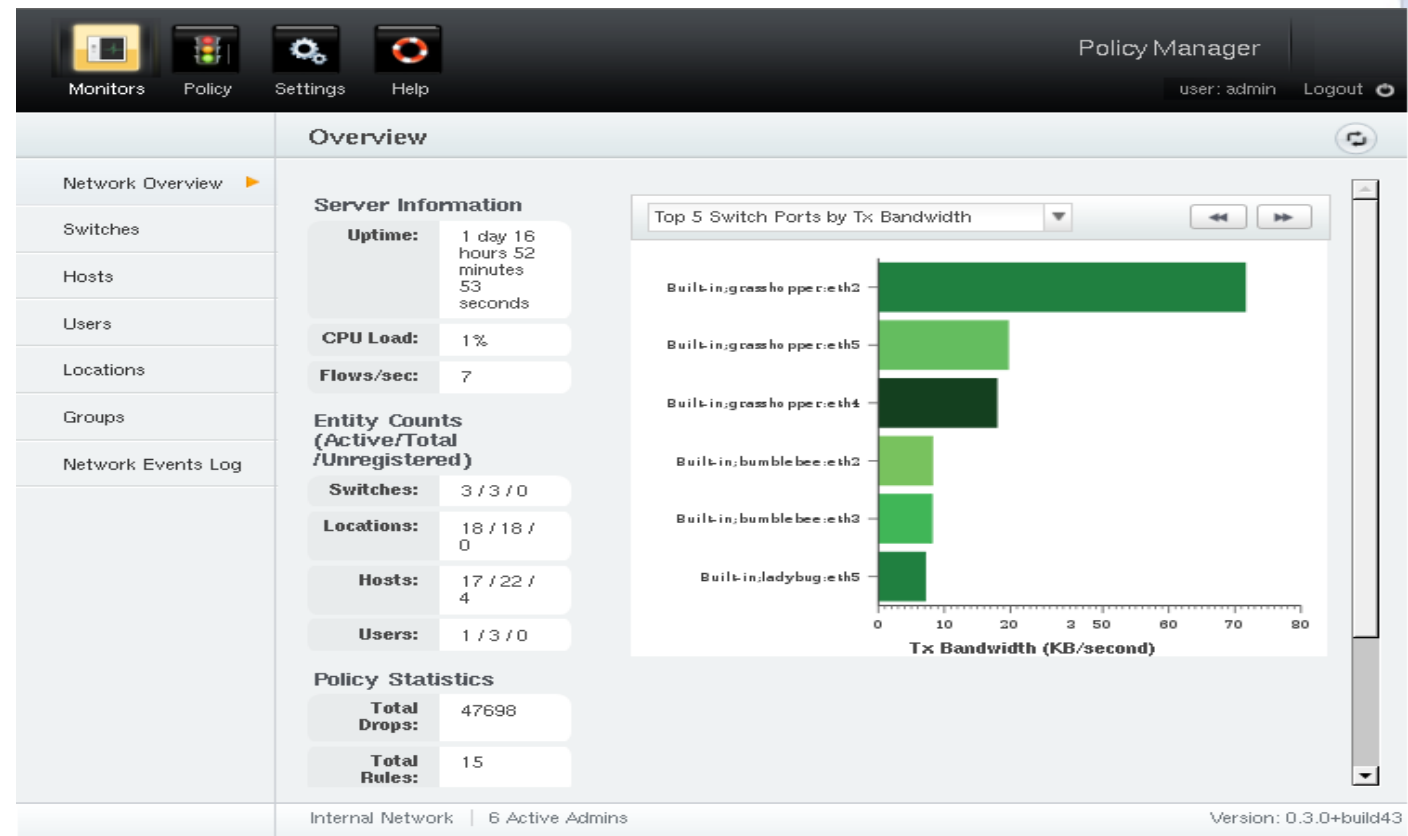 Policy Manager
Monitors Policy Settings Help
user: admin Logout
Overview
Network Overview
Switches
Hosts
Users
Locations
Groups
Network Events Log
Server Information
Uptime: 1 day 16
hours 52
minutes
53
seconds
CPU Load: 1%
Flows/sec: 7
Entity Counts
(Active/Total
/Unregistered)
Switches: 3 / 3 / 0
Locations: 18 / 18 /
0
Hosts: 17 / 22 /
4
Users: 1 / 3 / 0
Policy Statistics
Total
Drops: 47698
Total
Rules: 15
Top 5 Switch Ports by Tx Bandwidth
Built-in;grasshopper:eth2
Built-in;grasshopper:eth5
Built-in;grasshopper:eth4
Built-in;bumblebee:eth2
Built-in;bumblebee:eth3
Built-in;ladybug:eth5
0 10 20 3 50 60 70 80
Tx Bandwidth (KB/second)
Internal Network | 6 Active Admins
Version: 0.3.0+build43